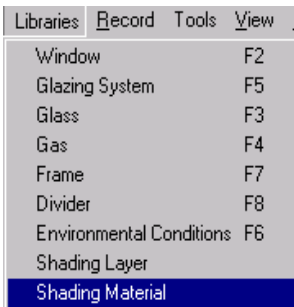 Libraries Record Tools View
Window F2
Glazing System F5
Glass F3
Gas F4
Frame F7
Divider F8
Environmental Conditions F6
Shading Layer
Shading Material